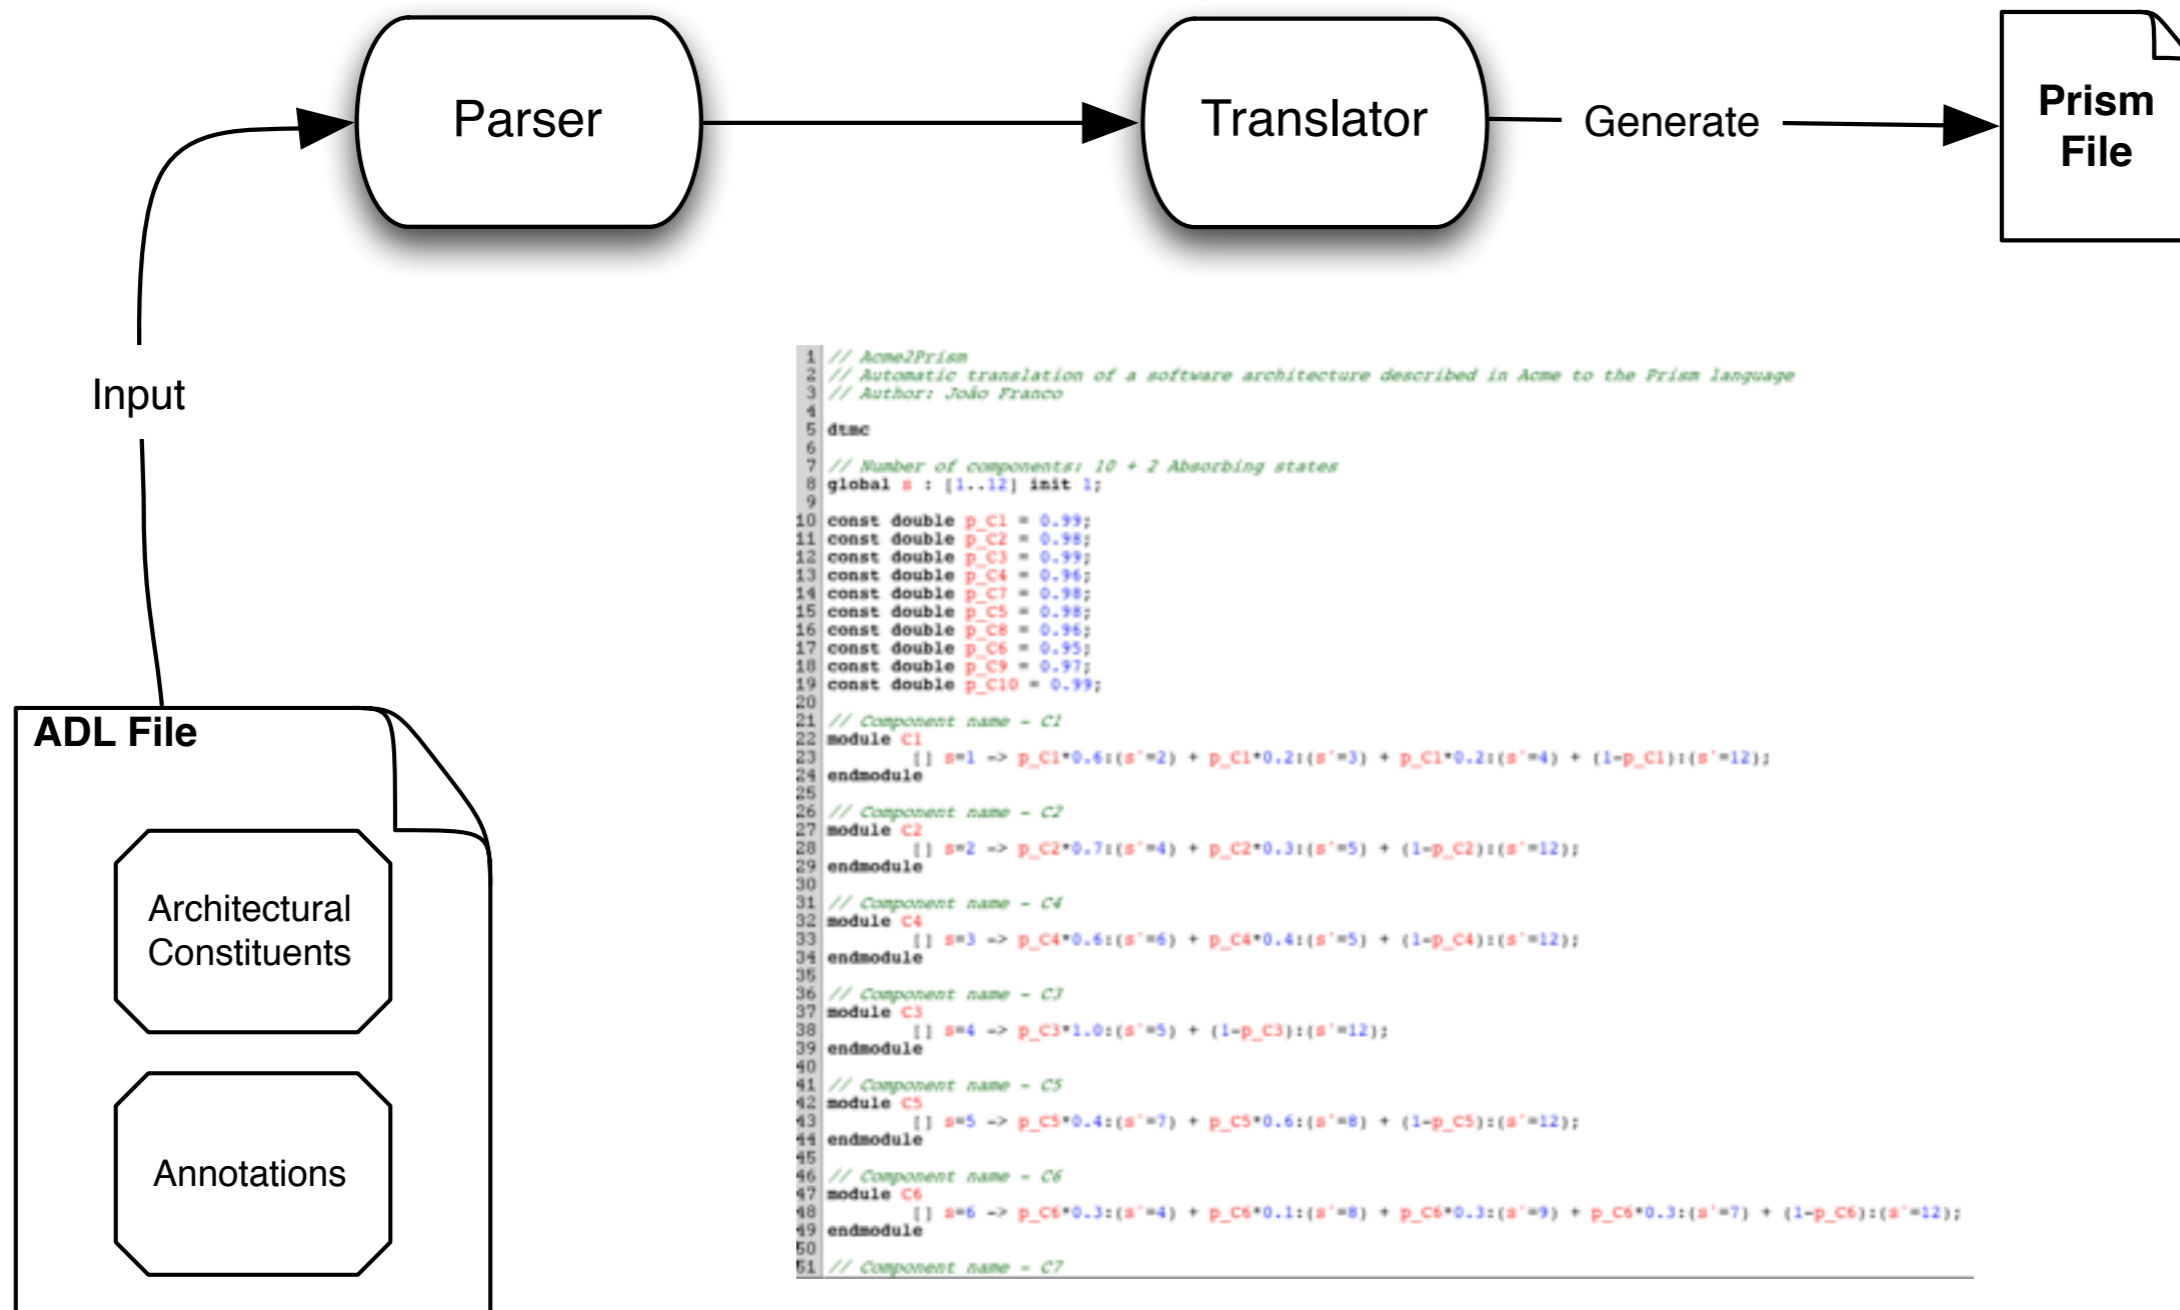 Parser
Translator
Generate
Prism
File
Input
ADL File
Architectural
Constituents
Annotations
1 // Acme2Prism
2 // Automatic translation of a software architecture described in Acme to the Prism language
3 // Author: João Franco
4
5 dtmc
6
7 // Number of components: 10 + 2 Absorbing states
8 global s : [1..12] init 1;
9
10 const double p_C1 = 0.99;
11 const double p_C2 = 0.98;
12 const double p_C3 = 0.99;
13 const double p_C4 = 0.96;
14 const double p_C7 = 0.98;
15 const double p_C5 = 0.98;
16 const double p_C8 = 0.96;
17 const double p_C6 = 0.95;
18 const double p_C9 = 0.97;
19 const double p_C10 = 0.99;
20
21 // Component name - C1
22 module C1
23 [] s=1 -> p_C1*0.6:(s'=2) + p_C1*0.2:(s'=3) + p_C1*0.2:(s'=4) + (1-p_C1):(s'=12);
24 endmodule
25
26 // Component name - C2
27 module C2
28 [] s=2 -> p_C2*0.7:(s'=4) + p_C2*0.3:(s'=5) + (1-p_C2):(s'=12);
29 endmodule
30
31 // Component name - C4
32 module C4
33 [] s=3 -> p_C4*0.6:(s'=6) + p_C4*0.4:(s'=5) + (1-p_C4):(s'=12);
34 endmodule
35
36 // Component name - C3
37 module C3
38 [] s=4 -> p_C3*1.0:(s'=5) + (1-p_C3):(s'=12);
39 endmodule
40
41 // Component name - C5
42 module C5
43 [] s=5 -> p_C5*0.4:(s'=7) + p_C5*0.6:(s'=8) + (1-p_C5):(s'=12);
44 endmodule
45
46 // Component name - C6
47 module C6
48 [] s=6 -> p_C6*0.3:(s'=4) + p_C6*0.1:(s'=8) + p_C6*0.3:(s'=9) + p_C6*0.3:(s'=7) + (1-p_C6):(s'=12);
49 endmodule
50
51 // Component name - C7